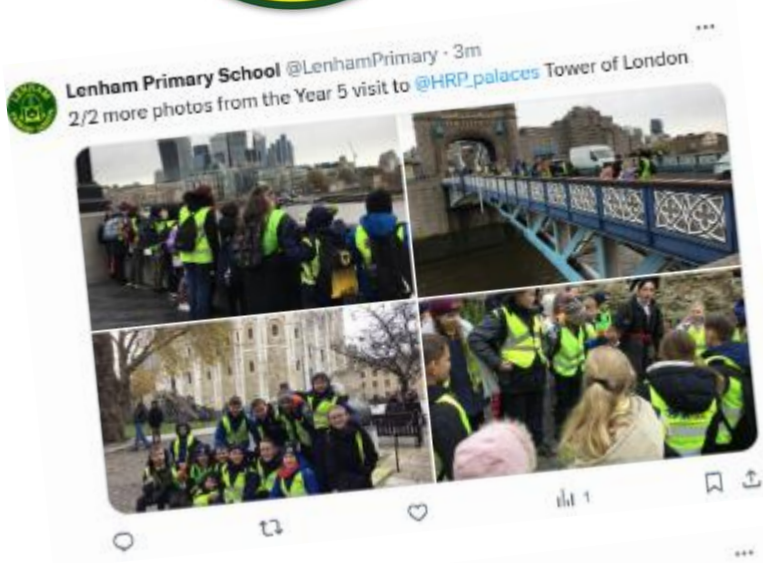 Lenham Primary School @LenhamPrimary · 3m
2/2 more photos from the Year 5 visit to @HRP_palaces Tower of London
1